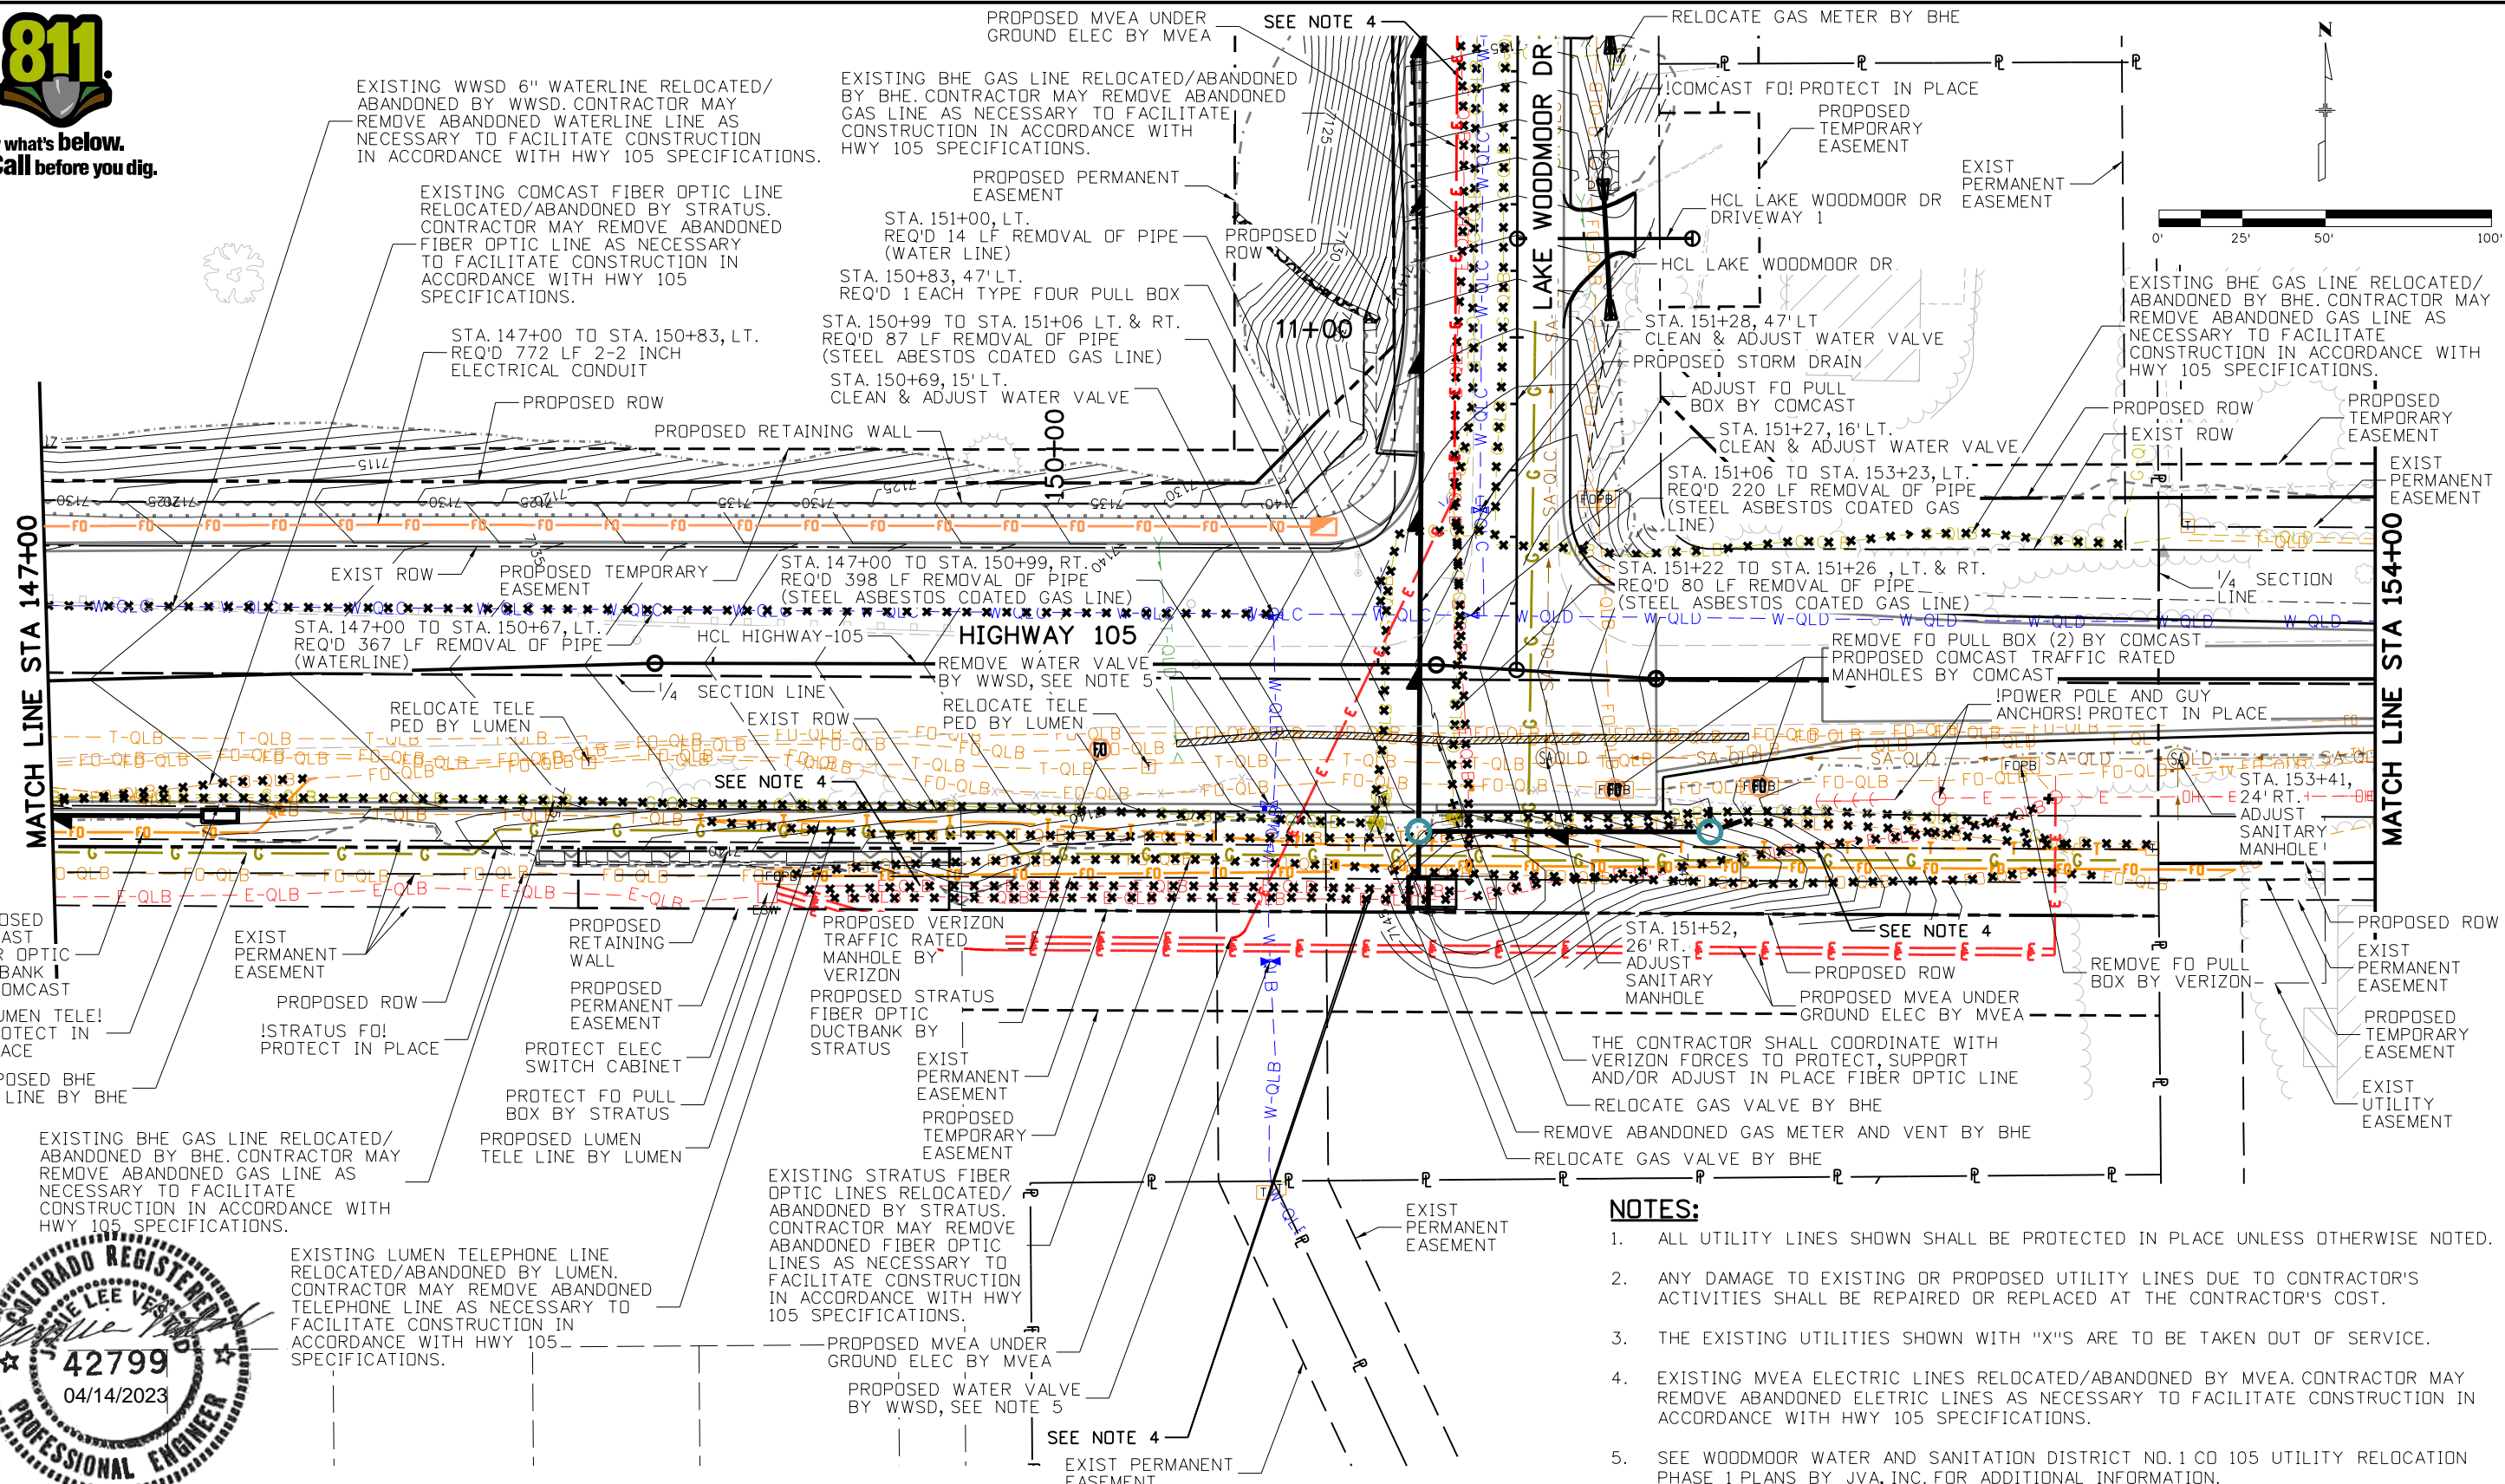 811
what's below.
Call before you dig.
PROPOSED MVEA UNDER
GROUND ELEC BY MVEA
SEE NOTE 4
RELOCATE GAS METER BY BHE
N
EXISTING WWSD 6" WATERLINE RELOCATED/
ABANDONED BY WWSD. CONTRACTOR MAY
REMOVE ABANDONED WATERLINE LINE AS
NECESSARY TO FACILITATE CONSTRUCTION
IN ACCORDANCE WITH HWY 105 SPECIFICATIONS.
EXISTING BHE GAS LINE RELOCATED/ABANDONED
BY BHE. CONTRACTOR MAY REMOVE ABANDONED
GAS LINE AS NECESSARY TO FACILITATE
CONSTRUCTION IN ACCORDANCE WITH
HWY 105 SPECIFICATIONS.
!COMCAST FO! PROTECT IN PLACE
PROPOSED
TEMPORARY
EASEMENT
EXIST
PERMANENT
EASEMENT
LAKE WOODMOOR DR
EXISTING COMCAST FIBER OPTIC LINE
RELOCATED/ABANDONED BY STRATUS.
CONTRACTOR MAY REMOVE ABANDONED
FIBER OPTIC LINE AS NECESSARY
TO FACILITATE CONSTRUCTION IN
ACCORDANCE WITH HWY 105
SPECIFICATIONS.
PROPOSED PERMANENT
EASEMENT
STA. 151+00, LT.
REQ'D 14 LF REMOVAL OF PIPE
(WATER LINE)
PROPOSED
ROW
HCL LAKE WOODMOOR DR
DRIVEWAY 1
0' 25' 50' 100'
STA. 150+83, 47' LT.
REQ'D 1 EACH TYPE FOUR PULL BOX
HCL LAKE WOODMOOR DR
EXISTING BHE GAS LINE RELOCATED/
ABANDONED BY BHE. CONTRACTOR MAY
REMOVE ABANDONED GAS LINE AS
NECESSARY TO FACILITATE
CONSTRUCTION IN ACCORDANCE WITH
HWY 105 SPECIFICATIONS.
STA. 147+00 TO STA. 150+83, LT.
REQ'D 772 LF 2-2 INCH
ELECTRICAL CONDUIT
STA. 150+99 TO STA. 151+06 LT. & RT.
REQ'D 87 LF REMOVAL OF PIPE
(STEEL ABESTOS COATED GAS LINE)
11+00
STA. 151+28, 47' LT
CLEAN & ADJUST WATER VALVE
PROPOSED STORM DRAIN
STA. 150+69, 15' LT.
CLEAN & ADJUST WATER VALVE
ADJUST FO PULL
BOX BY COMCAST
PROPOSED ROW
PROPOSED ROW
PROPOSED
TEMPORARY
EASEMENT
PROPOSED RETAINING WALL
150+00
STA. 151+27, 16' LT.
CLEAN & ADJUST WATER VALVE
EXIST ROW
EXIST
PERMANENT
EASEMENT
STA. 151+06 TO STA. 153+23, LT.
REQ'D 220 LF REMOVAL OF PIPE
(STEEL ASBESTOS COATED GAS
LINE)
MATCH LINE STA 147+00
MATCH LINE STA 154+00
EXIST ROW
PROPOSED TEMPORARY
EASEMENT
STA. 147+00 TO STA. 150+99, RT.
REQ'D 398 LF REMOVAL OF PIPE
(STEEL ASBESTOS COATED GAS LINE)
STA. 151+22 TO STA. 151+26 , LT. & RT.
REQ'D 80 LF REMOVAL OF PIPE
(STEEL ASBESTOS COATED GAS LINE)
1/4 SECTION
LINE
STA. 147+00 TO STA. 150+67, LT.
REQ'D 367 LF REMOVAL OF PIPE
(WATERLINE)
HCL HIGHWAY-105
HIGHWAY 105
1/4 SECTION LINE
REMOVE WATER VALVE
BY WWSD, SEE NOTE 5
REMOVE FO PULL BOX (2) BY COMCAST
PROPOSED COMCAST TRAFFIC RATED
MANHOLES BY COMCAST
!POWER POLE AND GUY
ANCHORS! PROTECT IN PLACE
RELOCATE TELE
PED BY LUMEN
EXIST ROW
RELOCATE TELE
PED BY LUMEN
SEE NOTE 4
STA. 153+41,
24' RT.
ADJUST
SANITARY
MANHOLE
EXIST
PERMANENT
EASEMENT
PROPOSED ROW
!STRATUS FO!
PROTECT IN PLACE
PROPOSED
RETAINING
WALL
PROPOSED
PERMANENT
EASEMENT
PROTECT ELEC
SWITCH CABINET
PROTECT FO PULL
BOX BY STRATUS
PROPOSED LUMEN
TELE LINE BY LUMEN
PROPOSED VERIZON
TRAFFIC RATED
MANHOLE BY
VERIZON
PROPOSED STRATUS
FIBER OPTIC
DUCTBANK BY
STRATUS
EXIST
PERMANENT
EASEMENT
PROPOSED
TEMPORARY
EASEMENT
STA. 151+52,
26' RT.
ADJUST
SANITARY
MANHOLE
SEE NOTE 4
PROPOSED ROW
PROPOSED MVEA UNDER
GROUND ELEC BY MVEA
REMOVE FO PULL
BOX BY VERIZON
PROPOSED ROW
EXIST
PERMANENT
EASEMENT
PROPOSED
TEMPORARY
EASEMENT
EXIST
UTILITY
EASEMENT
THE CONTRACTOR SHALL COORDINATE WITH
VERIZON FORCES TO PROTECT, SUPPORT
AND/OR ADJUST IN PLACE FIBER OPTIC LINE
RELOCATE GAS VALVE BY BHE
REMOVE ABANDONED GAS METER AND VENT BY BHE
RELOCATE GAS VALVE BY BHE
OPTIC
BANK
LINE BY BHE
EXISTING BHE GAS LINE RELOCATED/
ABANDONED BY BHE. CONTRACTOR MAY
REMOVE ABANDONED GAS LINE AS
NECESSARY TO FACILITATE
CONSTRUCTION IN ACCORDANCE WITH
HWY 105 SPECIFICATIONS.
EXISTING LUMEN TELEPHONE LINE
RELOCATED/ABANDONED BY LUMEN.
CONTRACTOR MAY REMOVE ABANDONED
TELEPHONE LINE AS NECESSARY TO
FACILITATE CONSTRUCTION IN
ACCORDANCE WITH HWY 105
SPECIFICATIONS.
EXISTING STRATUS FIBER
OPTIC LINES RELOCATED/
ABANDONED BY STRATUS.
CONTRACTOR MAY REMOVE
ABANDONED FIBER OPTIC
LINES AS NECESSARY TO
FACILITATE CONSTRUCTION
IN ACCORDANCE WITH HWY
105 SPECIFICATIONS.
PROPOSED MVEA UNDER
GROUND ELEC BY MVEA
PROPOSED WATER VALVE
BY WWSD, SEE NOTE 5
SEE NOTE 4
EXIST PERMANENT
EASEMENT
EXIST
PERMANENT
EASEMENT
COLORADO REGISTERED
42799
04/14/2023
PROFESSIONAL ENGINEER
NOTES:
1. ALL UTILITY LINES SHOWN SHALL BE PROTECTED IN PLACE UNLESS OTHERWISE NOTED.
2. ANY DAMAGE TO EXISTING OR PROPOSED UTILITY LINES DUE TO CONTRACTOR'S
ACTIVITIES SHALL BE REPAIRED OR REPLACED AT THE CONTRACTOR'S COST.
3. THE EXISTING UTILITIES SHOWN WITH "X"S ARE TO BE TAKEN OUT OF SERVICE.
4. EXISTING MVEA ELECTRIC LINES RELOCATED/ABANDONED BY MVEA. CONTRACTOR MAY
REMOVE ABANDONED ELETRIC LINES AS NECESSARY TO FACILITATE CONSTRUCTION IN
ACCORDANCE WITH HWY 105 SPECIFICATIONS.
5. SEE WOODMOOR WATER AND SANITATION DISTRICT NO. 1 CO 105 UTILITY RELOCATION
PHASE 1 PLANS BY JVA, INC. FOR ADDITIONAL INFORMATION.